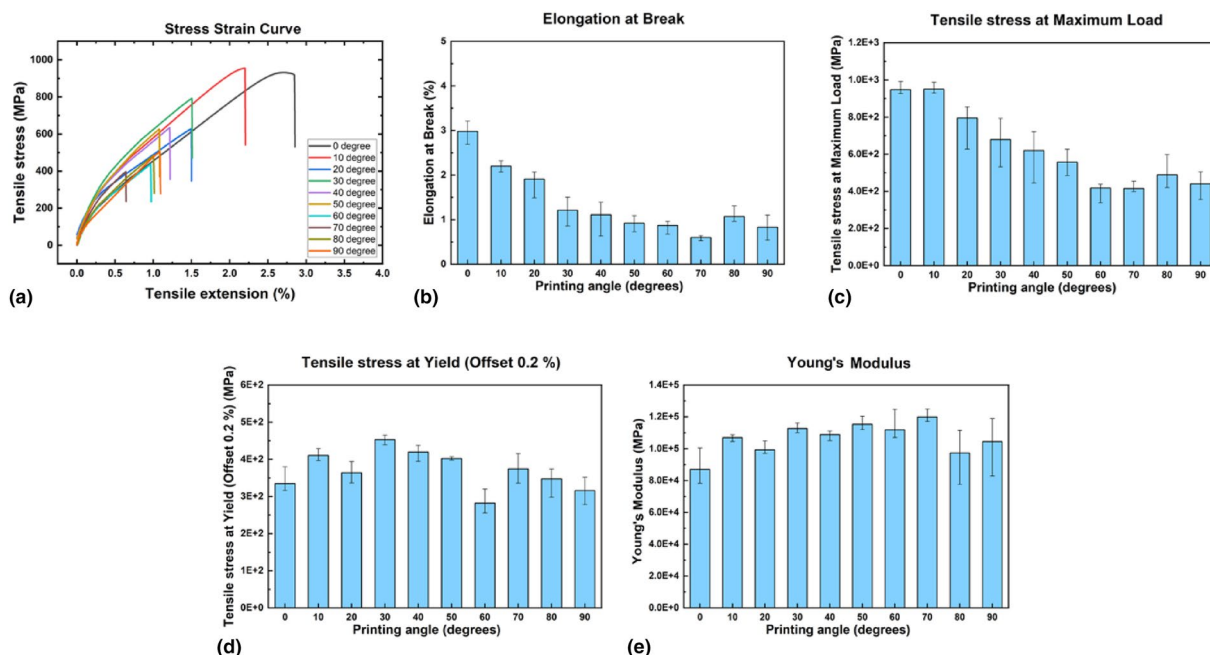 Stress Strain Curve
Tensile stress (MPa)
1000
800
600
400
200
0
0 degree
10 degree
20 degree
30 degree
40 degree
50 degree
60 degree
70 degree
80 degree
90 degree
0.0 0.5 1.0 1.5 2.0 2.5 3.0 3.5 4.0
Tensile extension (%)
(a)
Elongation at Break
Elongation at Break (%)
5
4
3
2
1
0
0 10 20 30 40 50 60 70 80 90
Printing angle (degrees)
(b)
Tensile stress at Maximum Load
Tensile stress at Maximum Load (MPa)
1.2E+3
1.0E+3
8.0E+2
6.0E+2
4.0E+2
2.0E+2
0.0E+0
0 10 20 30 40 50 60 70 80 90
Printing angle (degrees)
(c)
Tensile stress at Yield (Offset 0.2 %)
Tensile stress at Yield (Offset 0.2 %) (MPa)
6E+2
5E+2
4E+2
3E+2
2E+2
1E+2
0E+0
0 10 20 30 40 50 60 70 80 90
Printing angle (degrees)
(d)
Young's Modulus
Young's Modulus (MPa)
1.4E+5
1.2E+5
1.0E+5
8.0E+4
6.0E+4
4.0E+4
2.0E+4
0.0E+0
0 10 20 30 40 50 60 70 80 90
Printing angle (degrees)
(e)